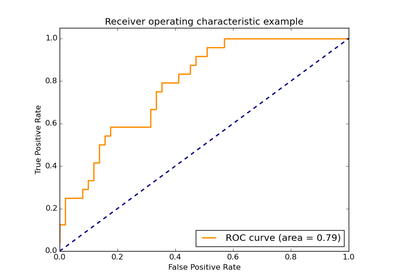 Receiver operating characteristic example
1.0
0.8
0.6
0.4
0.2
0.0
True Positive Rate
ROC curve (area = 0.79)
0.0 0.2 0.4 0.6 0.8 1.0
False Positive Rate